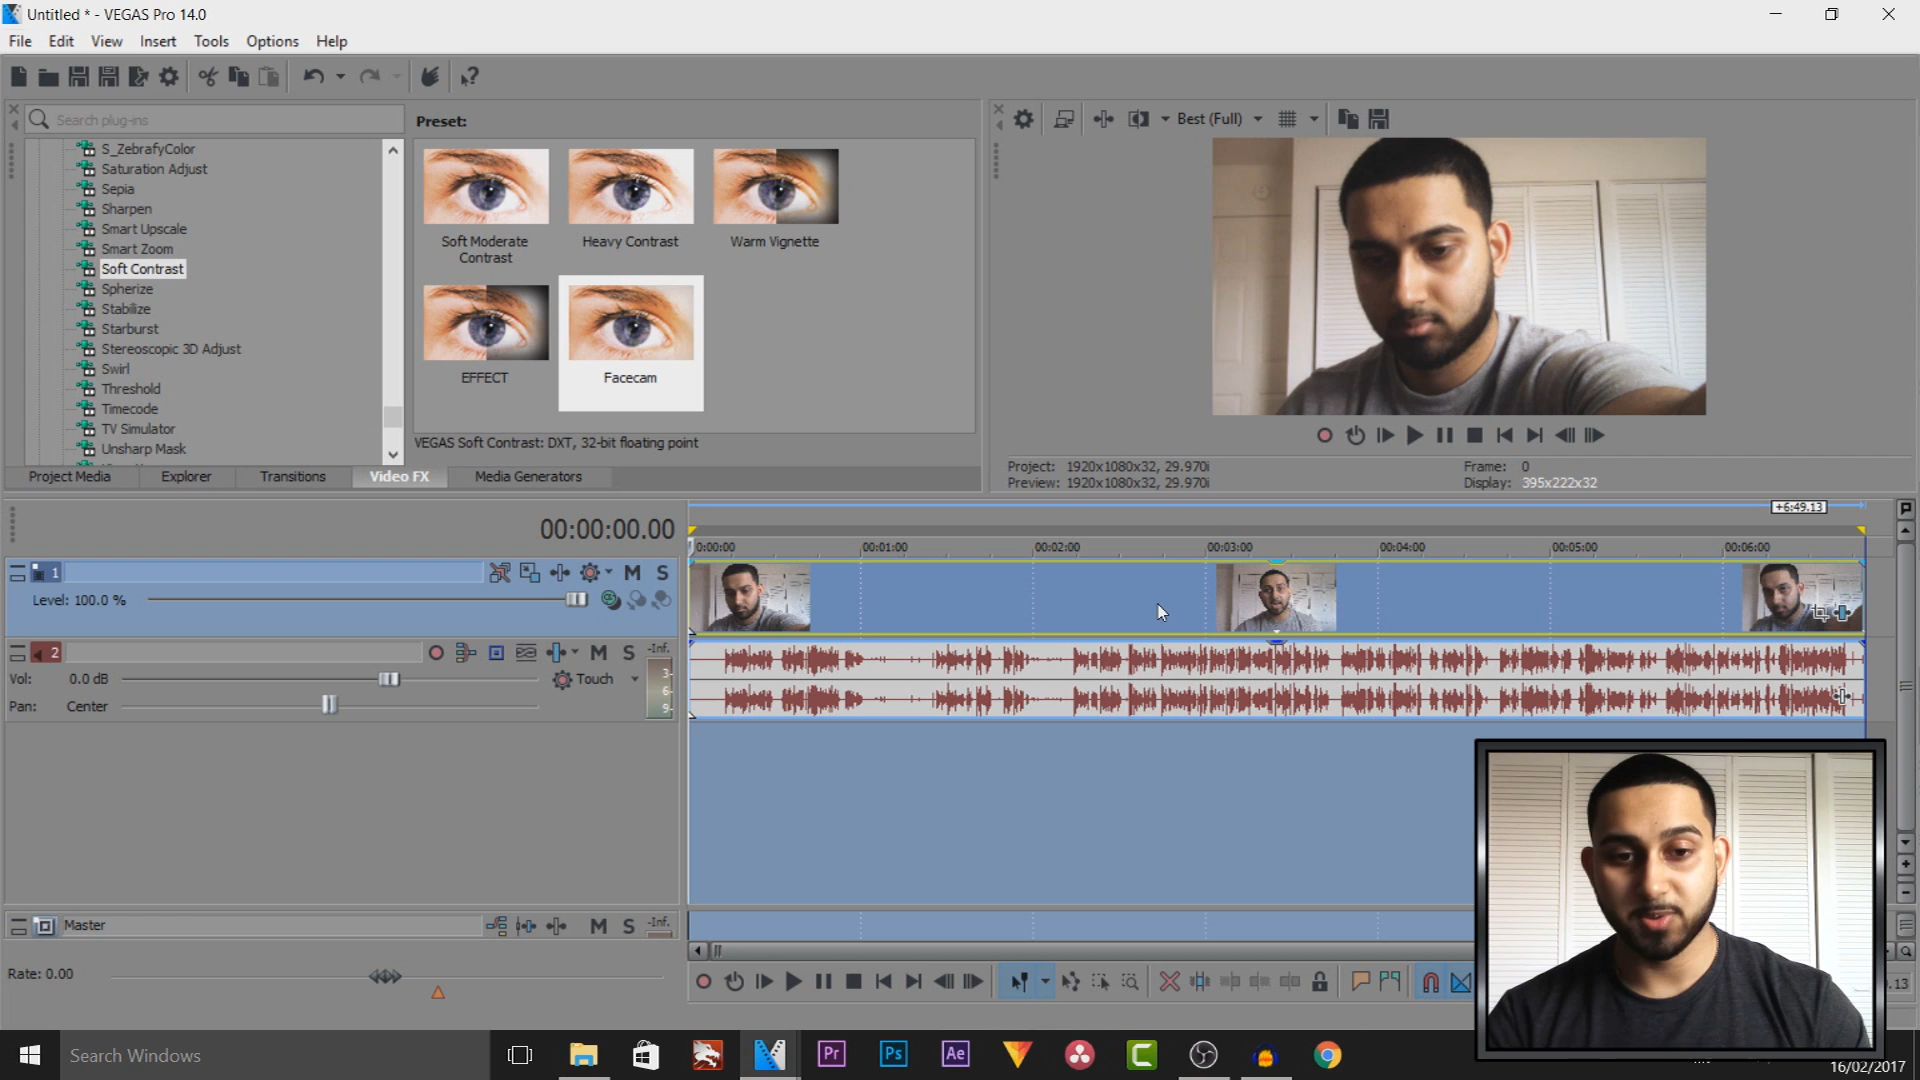 Untitled * - VEGAS Pro 14.0
File Edit View Insert Tools Options Help
Search plug-ins
S_ZebrafyColor
Saturation Adjust
Sepia
Sharpen
Smart Upscale
Smart Zoom
Soft Contrast
Spherize
Stabilize
Starburst
Stereoscopic 3D Adjust
Swirl
Threshold
Timecode
TV Simulator
Unsharp Mask
Preset:
Soft Moderate
Contrast
Heavy Contrast
Warm Vignette
EFFECT
Facecam
VEGAS Soft Contrast: DXT, 32-bit floating point
Project Media Explorer Transitions Video FX Media Generators
Best (Full)
Project: 1920x1080x32, 29.970i
Preview: 1920x1080x32, 29.970i
Frame: 0
Display: 395x222x32
00:00:00.00
+6:49.13
0:00:00 00:01:00 00:02:00 00:03:00 00:04:00 00:05:00 00:06:00
1 M S
Level: 100.0 %
2 M S -Inf.
Vol: 0.0 dB Touch
Pan: Center
3
6
9
Master M S -Inf.
Rate: 0.00
.13
Search Windows
Pr Ps Ae
16/02/2017